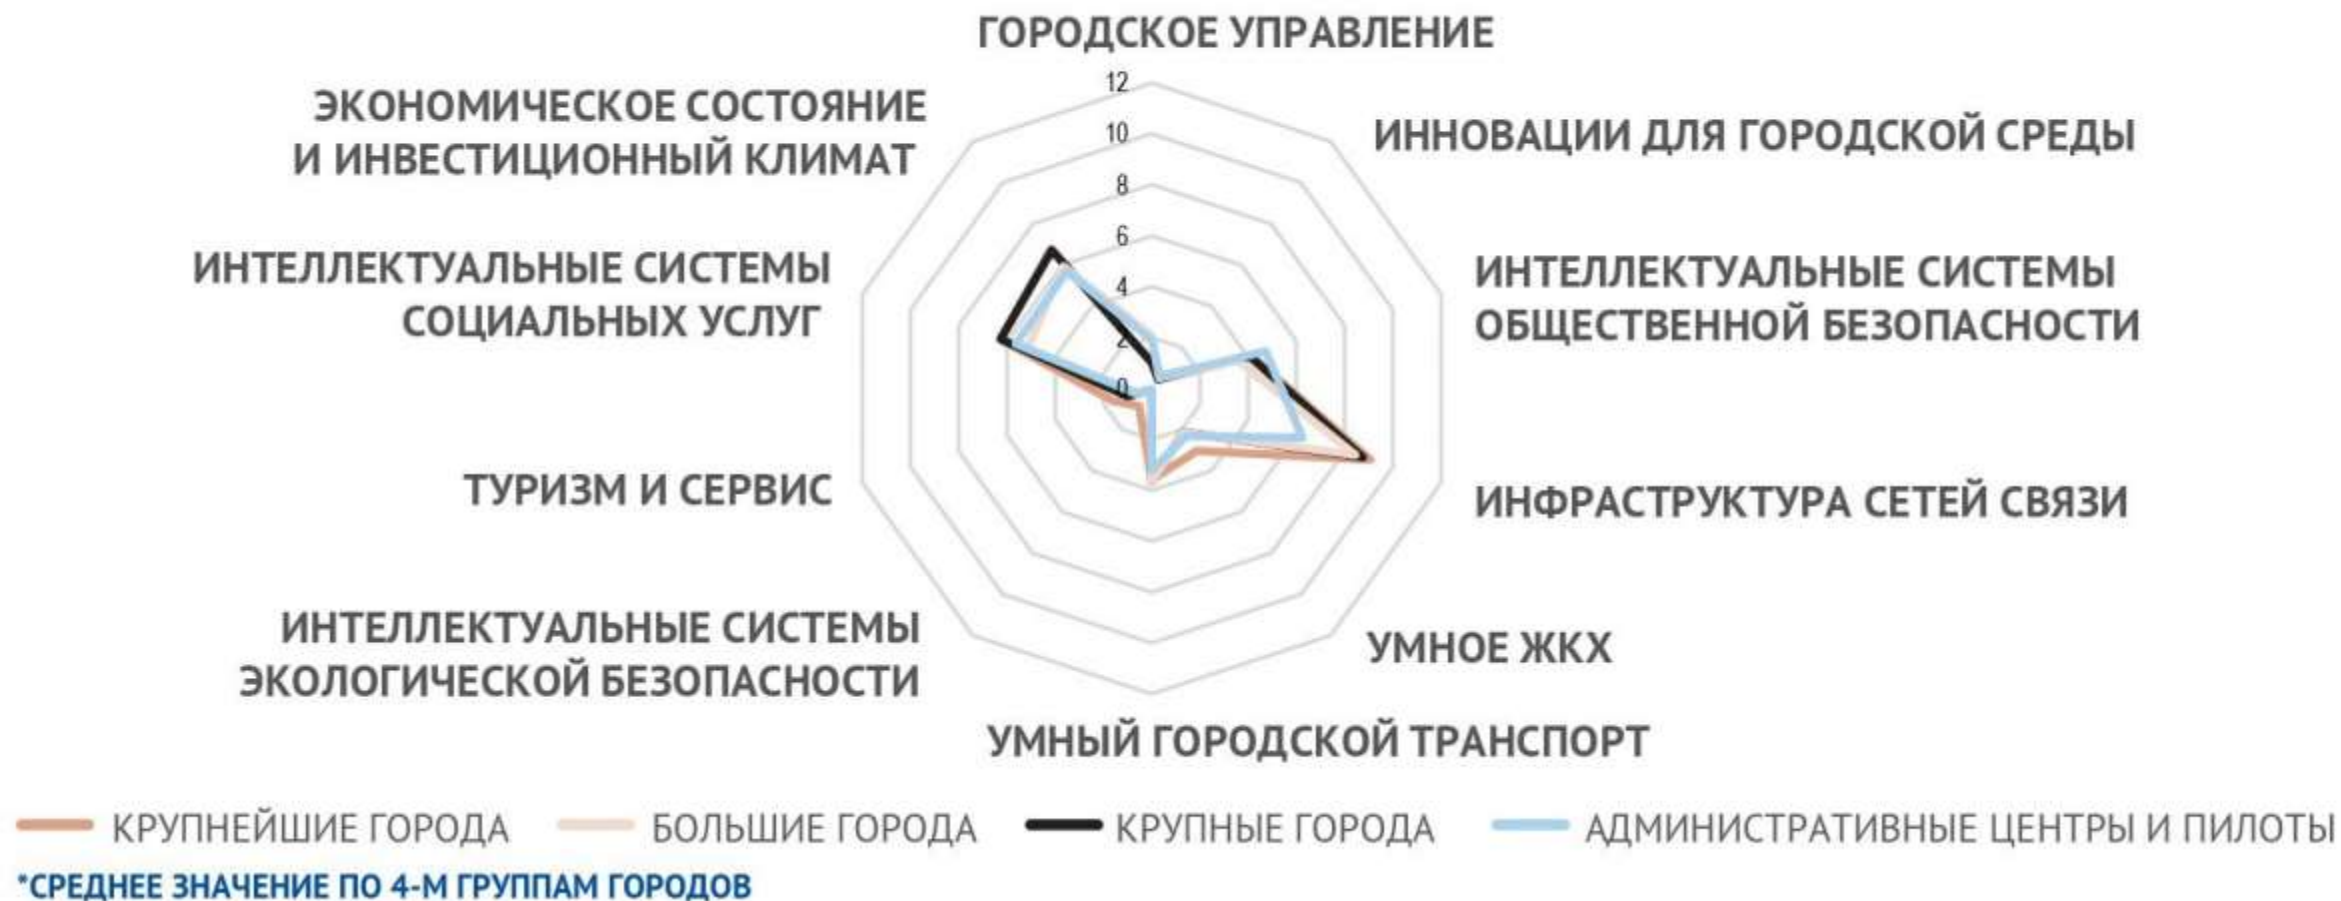 ГОРОДСКОЕ УПРАВЛЕНИЕ
ЭКОНОМИЧЕСКОЕ СОСТОЯНИЕ
И ИНВЕСТИЦИОННЫЙ КЛИМАТ
ИННОВАЦИИ ДЛЯ ГОРОДСКОЙ СРЕДЫ
12
10
8
6
4
2
0
ИНТЕЛЛЕКТУАЛЬНЫЕ СИСТЕМЫ
СОЦИАЛЬНЫХ УСЛУГ
ИНТЕЛЛЕКТУАЛЬНЫЕ СИСТЕМЫ
ОБЩЕСТВЕННОЙ БЕЗОПАСНОСТИ
ТУРИЗМ И СЕРВИС
ИНФРАСТРУКТУРА СЕТЕЙ СВЯЗИ
ИНТЕЛЛЕКТУАЛЬНЫЕ СИСТЕМЫ
ЭКОЛОГИЧЕСКОЙ БЕЗОПАСНОСТИ
УМНОЕ ЖКХ
УМНЫЙ ГОРОДСКОЙ ТРАНСПОРТ
КРУПНЕЙШИЕ ГОРОДА БОЛЬШИЕ ГОРОДА КРУПНЫЕ ГОРОДА АДМИНИСТРАТИВНЫЕ ЦЕНТРЫ И ПИЛОТЫ
*СРЕДНЕЕ ЗНАЧЕНИЕ ПО 4-М ГРУППАМ ГОРОДОВ